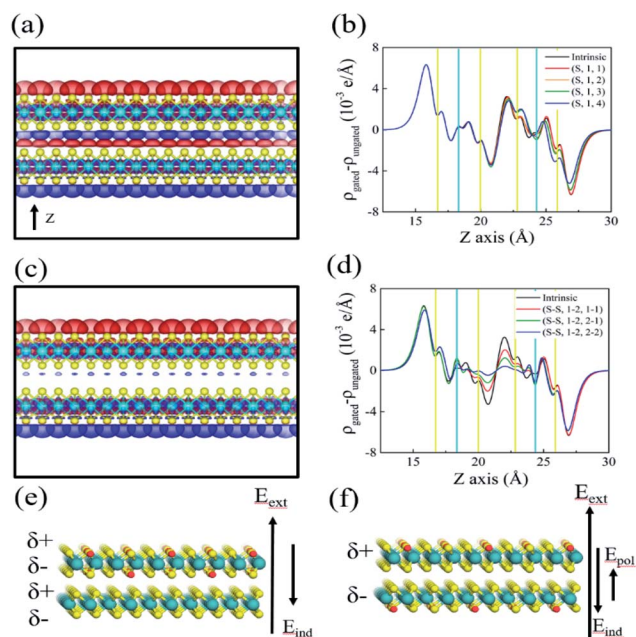 (a)
Z
(b)
ρgated-ρungated (10⁻³ e/Å)
8
4
0
-4
-8
15
20
25
30
Z axis (Å)
Intrinsic
(S, 1, 1)
(S, 1, 2)
(S, 1, 3)
(S, 1, 4)
(c)
(d)
ρgated-ρungated (10⁻³ e/Å)
8
4
0
-4
-8
15
20
25
30
Z axis (Å)
Intrinsic
(S-S, 1-2, 1-1)
(S-S, 1-2, 2-1)
(S-S, 1-2, 2-2)
(e)
δ+
δ-
δ+
δ-
Eext
Eind
(f)
δ+
δ-
Eext
Epol
Eind